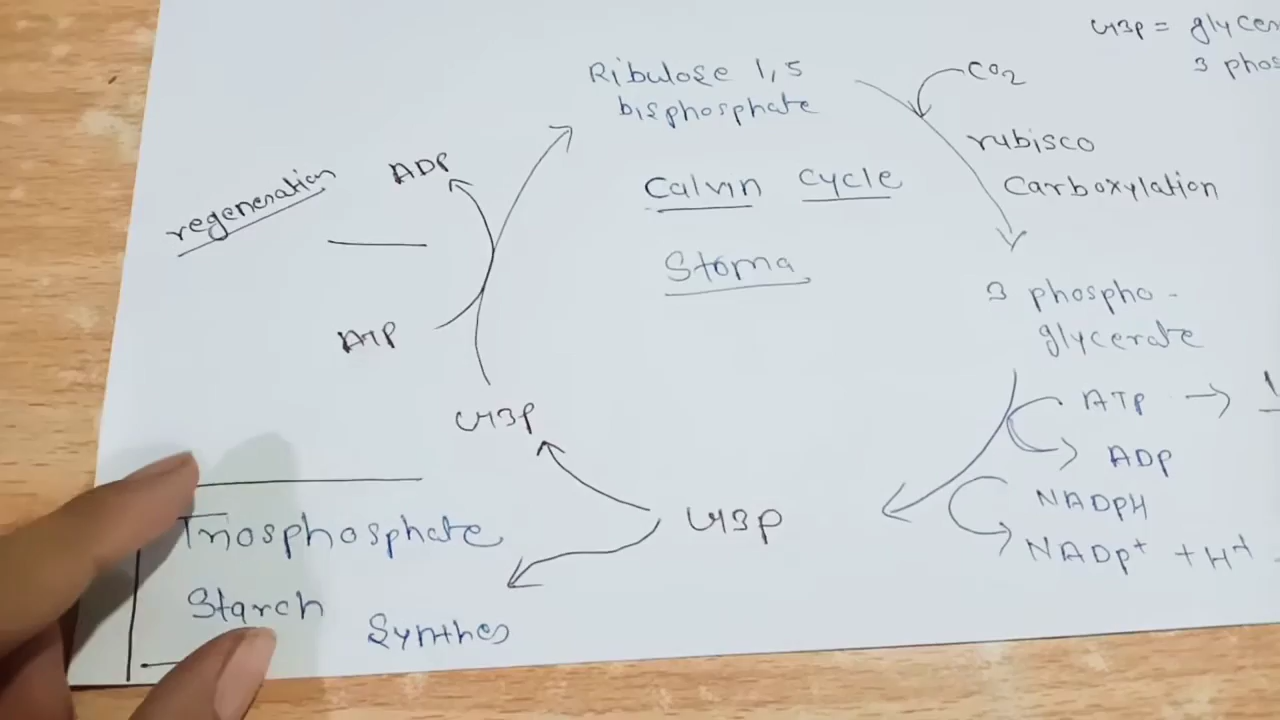 G3P = glycer
3 phos
Ribulose 1,5
bisphosphate
CO2
rubisco
Carboxylation
Calvin cycle
Stoma
regeneration
ADP
ATP
3 phospho-
glycerate
ATP →
ADP
NADPH
NADP+ + H+
G3P
G3P
Triosphosphate
Starch
Synthes